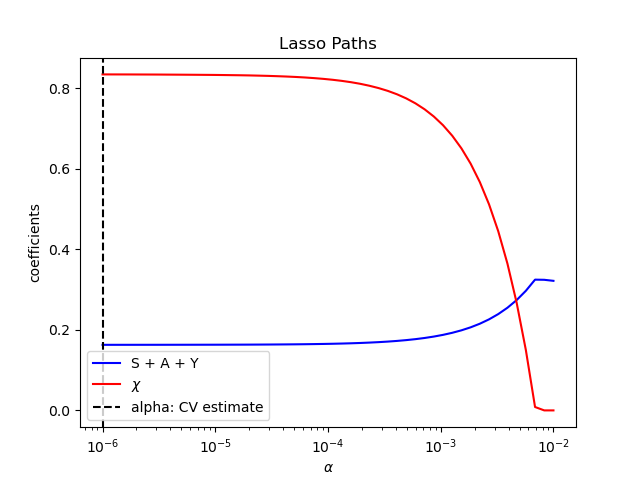 Lasso Paths
coefficients
0.8
0.6
0.4
0.2
0.0
S + A + Y
χ
alpha: CV estimate
10⁻⁶ 10⁻⁵ 10⁻⁴ 10⁻³ 10⁻²
α